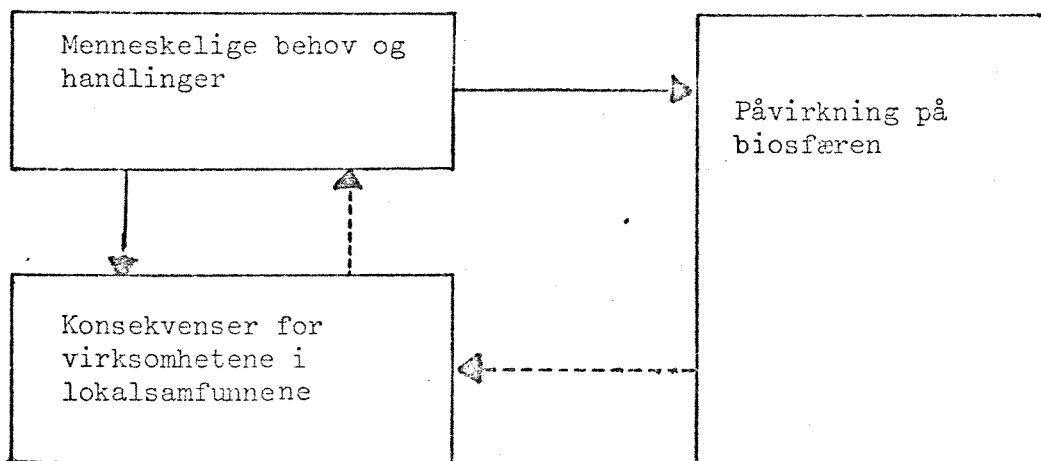 Menneskelige behov og
handlinger
Påvirkning på
biosfæren
Konsekvenser for
virksomhetene i
lokalsamfunnene